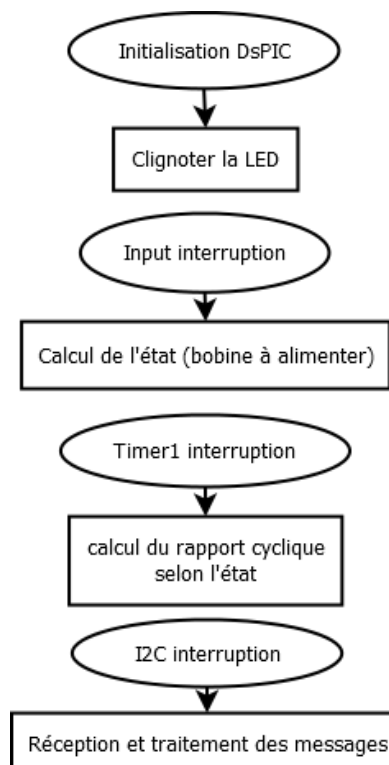 Initialisation DsPIC
Clignoter la LED
Input interruption
Calcul de l'état (bobine à alimenter)
Timer1 interruption
calcul du rapport cyclique
selon l'état
I2C interruption
Réception et traitement des messages